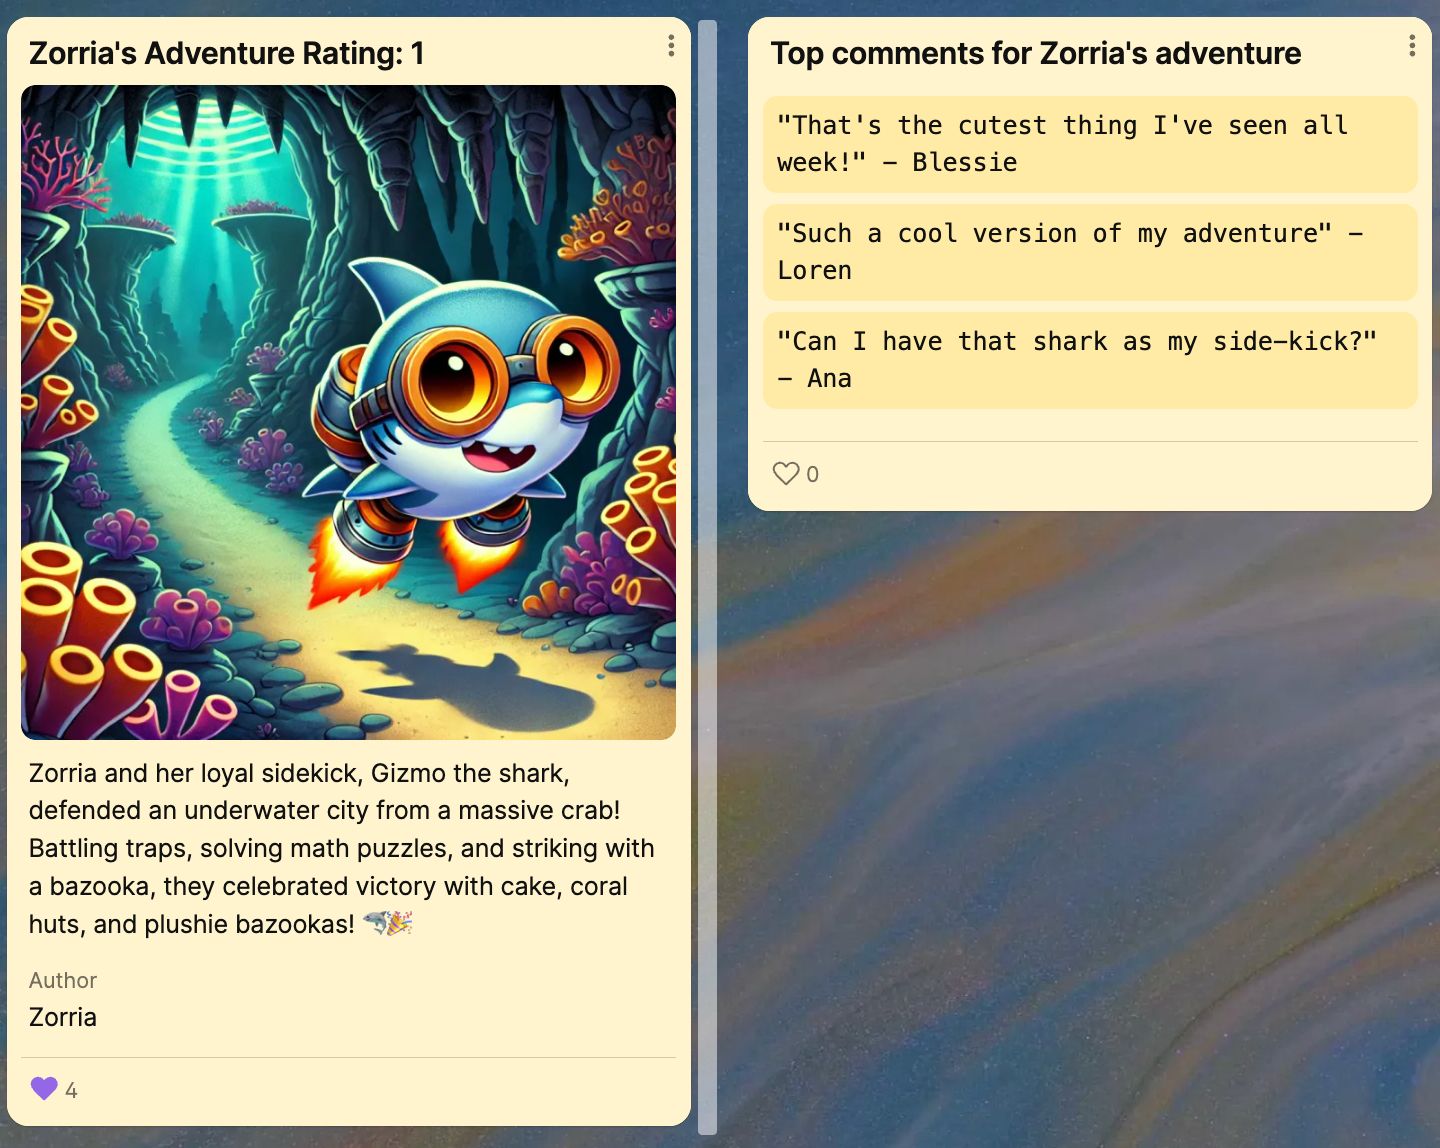 Zorria's Adventure Rating: 1
Zorria and her loyal sidekick, Gizmo the shark,
defended an underwater city from a massive crab!
Battling traps, solving math puzzles, and striking with
a bazooka, they celebrated victory with cake, coral
huts, and plushie bazookas! 🦈🎉
Author
Zorria
4
Top comments for Zorria's adventure
"That's the cutest thing I've seen all
week!" – Blessie
"Such a cool version of my adventure" –
Loren
"Can I have that shark as my side-kick?"
– Ana
0